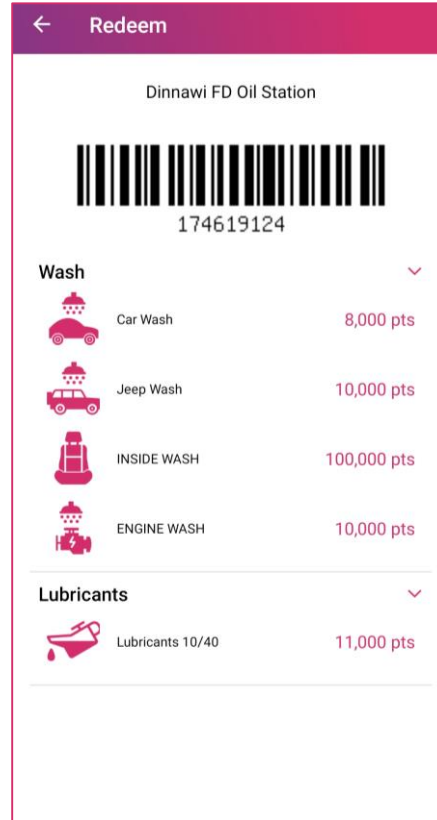 Redeem
Dinnawi FD Oil Station
174619124
Wash
Car Wash 8,000 pts
Jeep Wash 10,000 pts
INSIDE WASH 100,000 pts
ENGINE WASH 10,000 pts
Lubricants
Lubricants 10/40 11,000 pts